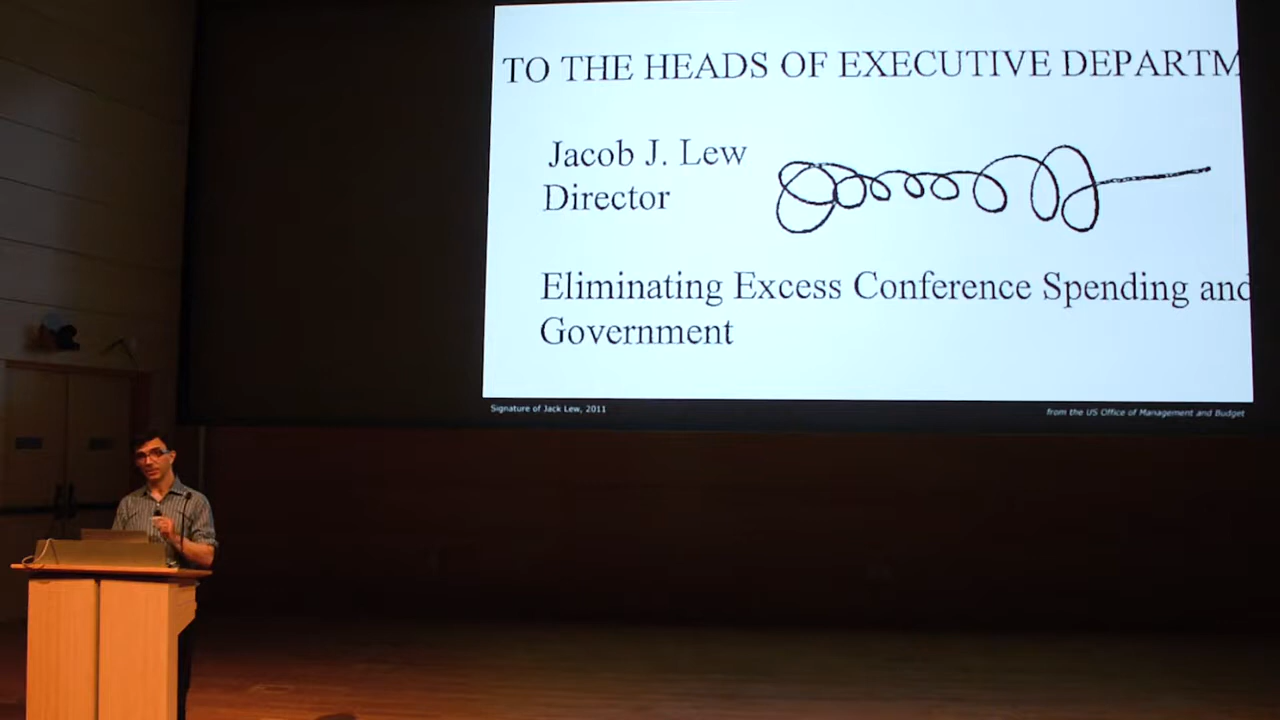 TO THE HEADS OF EXECUTIVE DEPARTM
Jacob J. Lew
Director
Eliminating Excess Conference Spending and
Government
Signature of Jack Lew, 2011
from the US Office of Management and Budget